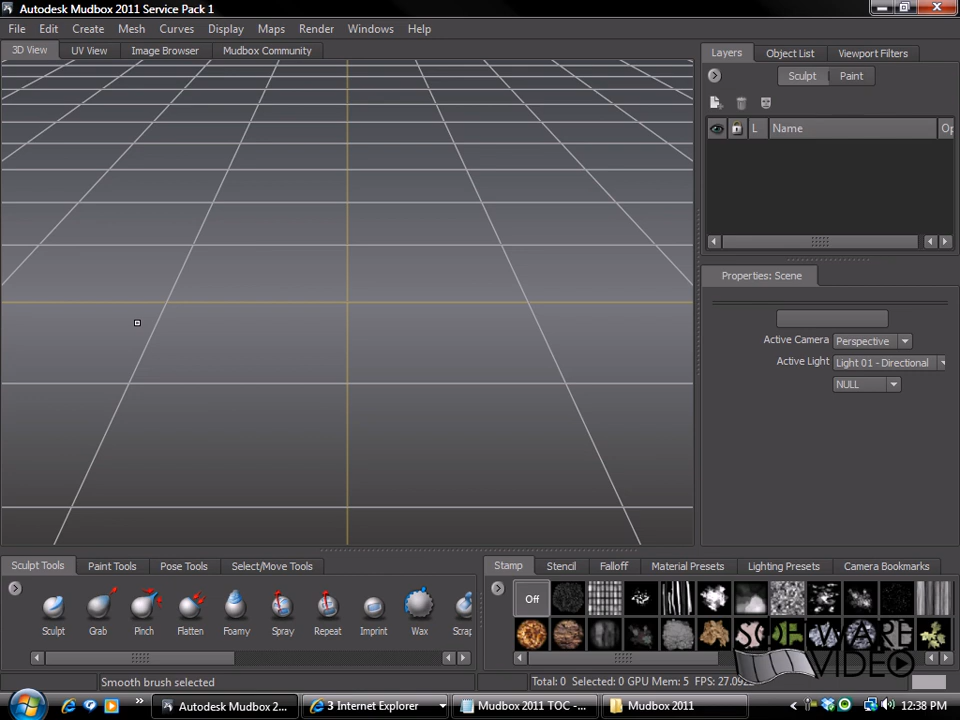 Autodesk Mudbox 2011 Service Pack 1
File Edit Create Mesh Curves Display Maps Render Windows Help
3D View UV View Image Browser Mudbox Community
Layers Object List Viewport Filters
Sculpt Paint
L Name Op
Properties: Scene
Active Camera Perspective
Active Light Light 01 - Directional
NULL
Sculpt Tools Paint Tools Pose Tools Select/Move Tools
Stamp Stencil Falloff Material Presets Lighting Presets Camera Bookmarks
Off
Sculpt Grab Pinch Flatten Foamy Spray Repeat Imprint Wax Scrap
SOFTWARE
VIDEO
Smooth brush selected
Total: 0 Selected: 0 GPU Mem: 5 FPS: 27.092
Autodesk Mudbox 2...
3 Internet Explorer
Mudbox 2011 TOC -...
Mudbox 2011
12:38 PM